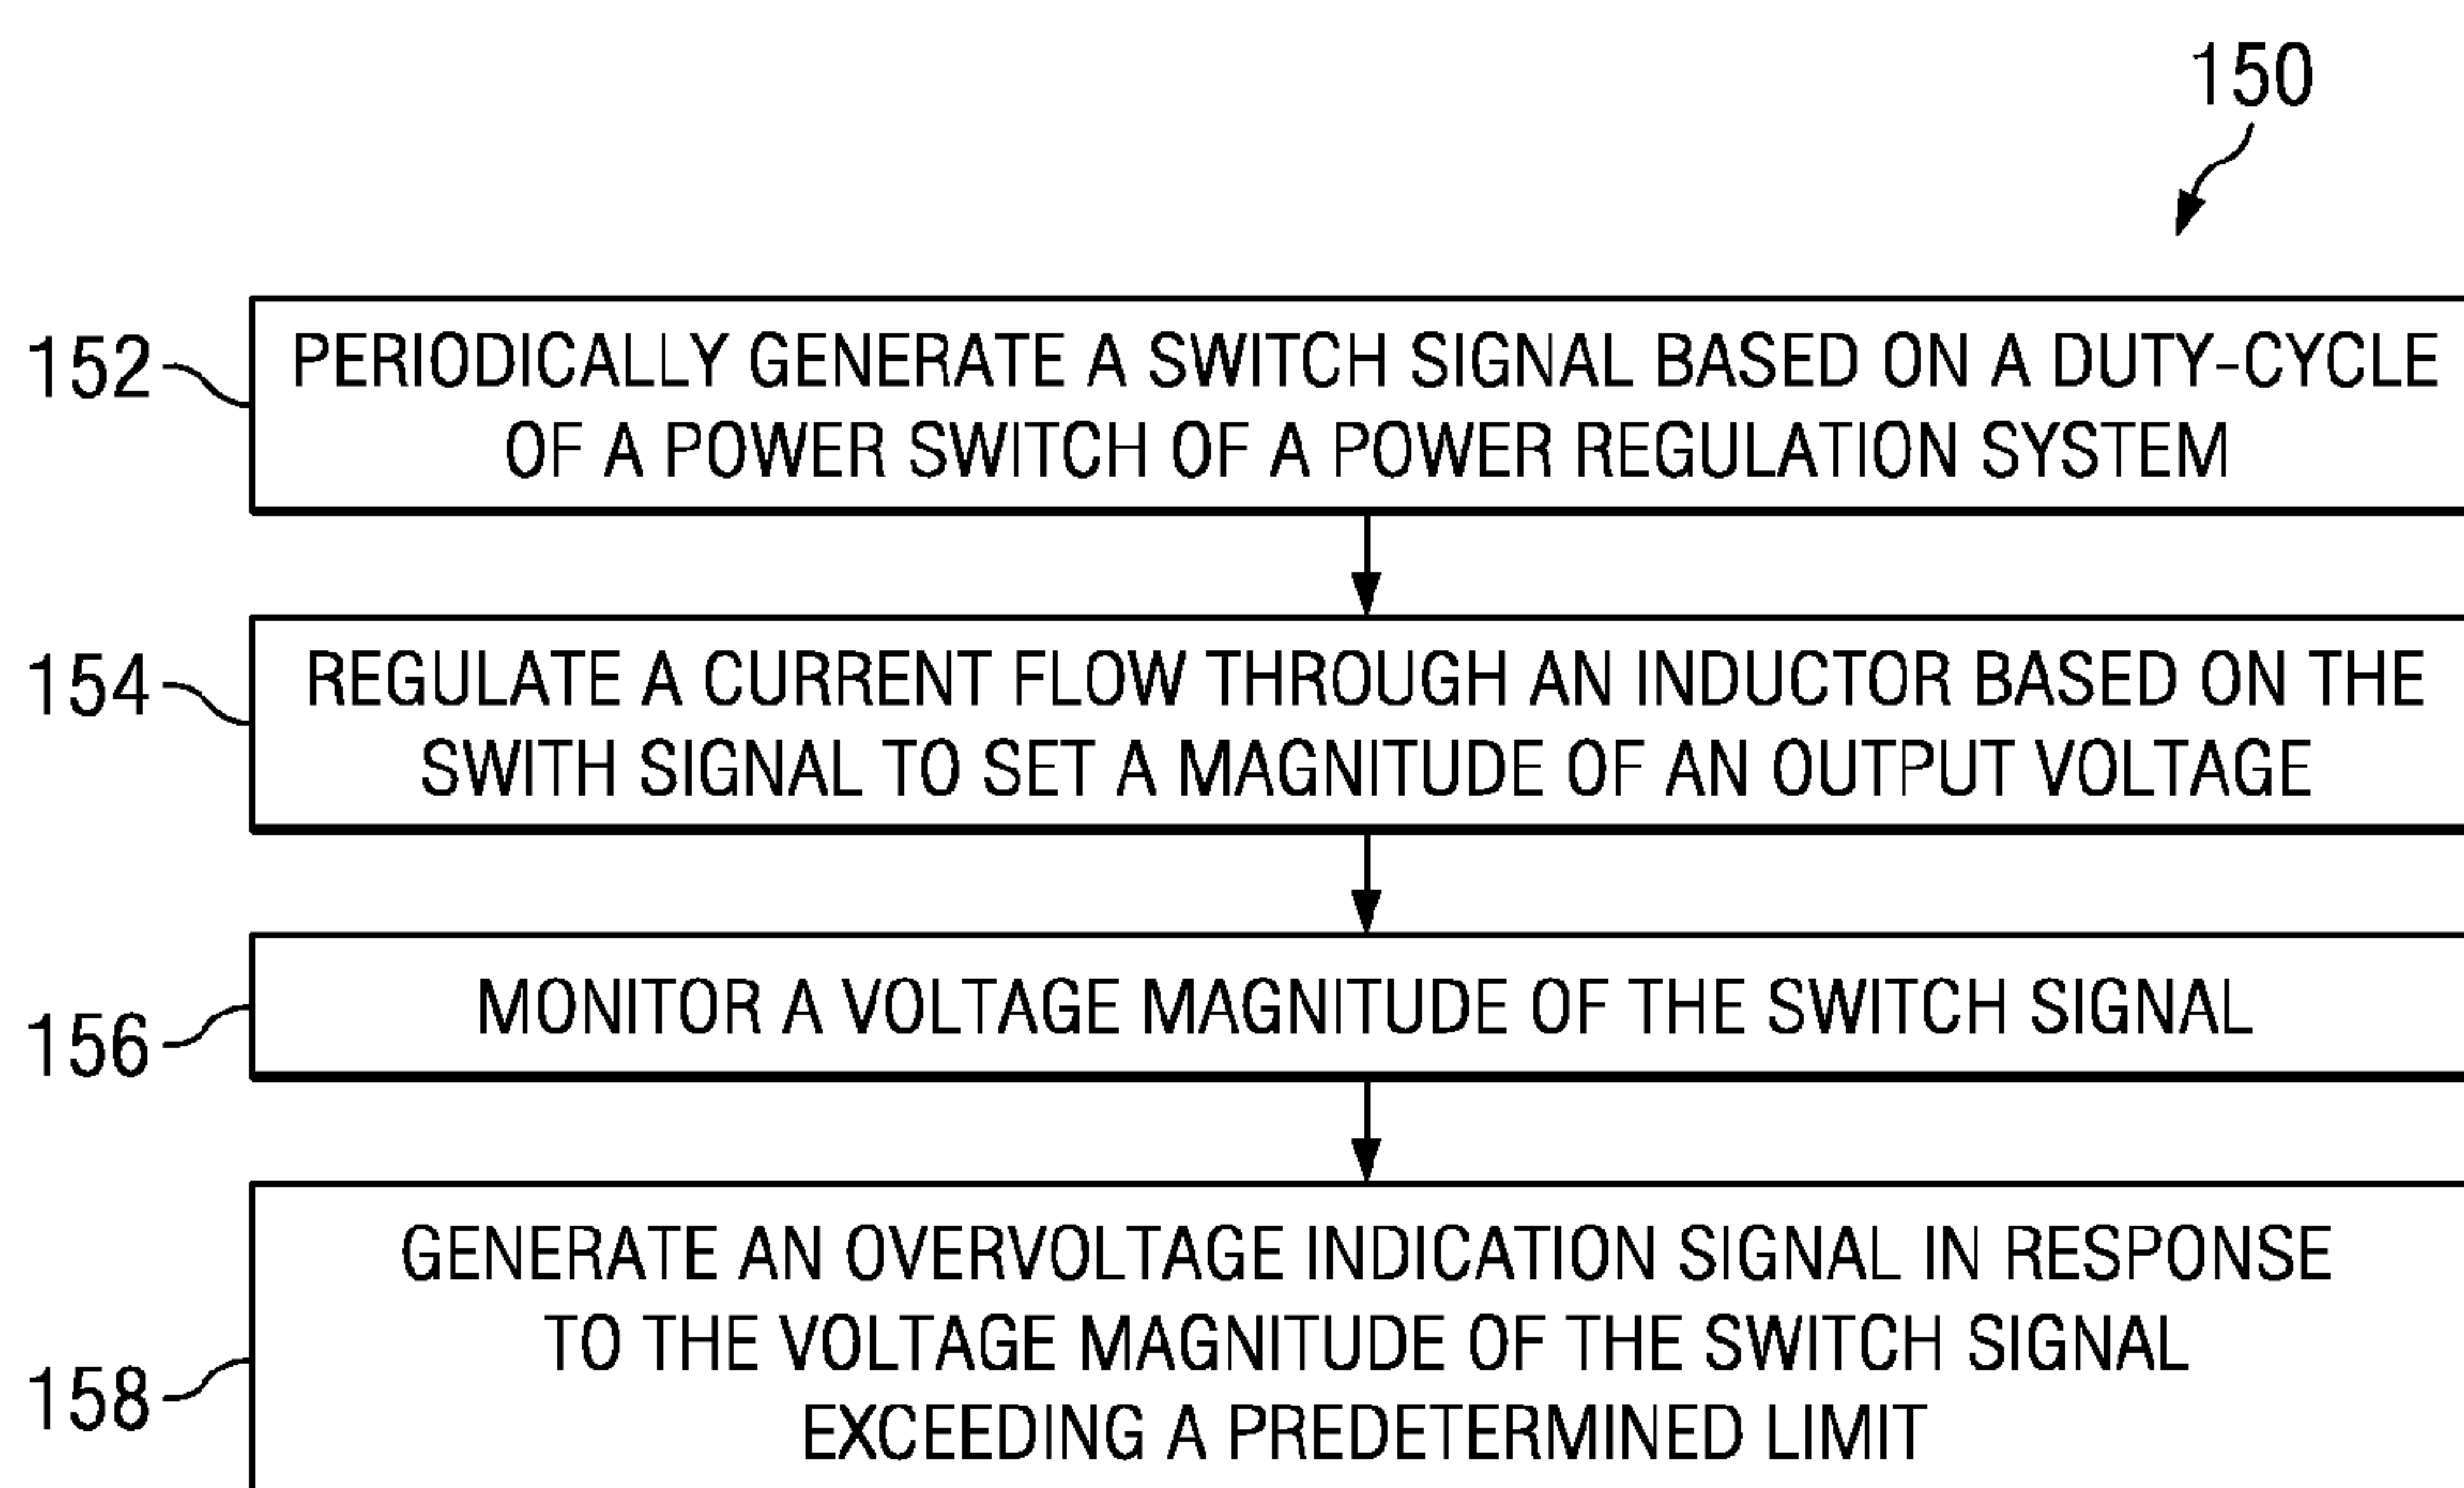 150
152
PERIODICALLY GENERATE A SWITCH SIGNAL BASED ON A DUTY-CYCLE
OF A POWER SWITCH OF A POWER REGULATION SYSTEM
154
REGULATE A CURRENT FLOW THROUGH AN INDUCTOR BASED ON THE
SWITH SIGNAL TO SET A MAGNITUDE OF AN OUTPUT VOLTAGE
156
MONITOR A VOLTAGE MAGNITUDE OF THE SWITCH SIGNAL
158
GENERATE AN OVERVOLTAGE INDICATION SIGNAL IN RESPONSE
TO THE VOLTAGE MAGNITUDE OF THE SWITCH SIGNAL
EXCEEDING A PREDETERMINED LIMIT